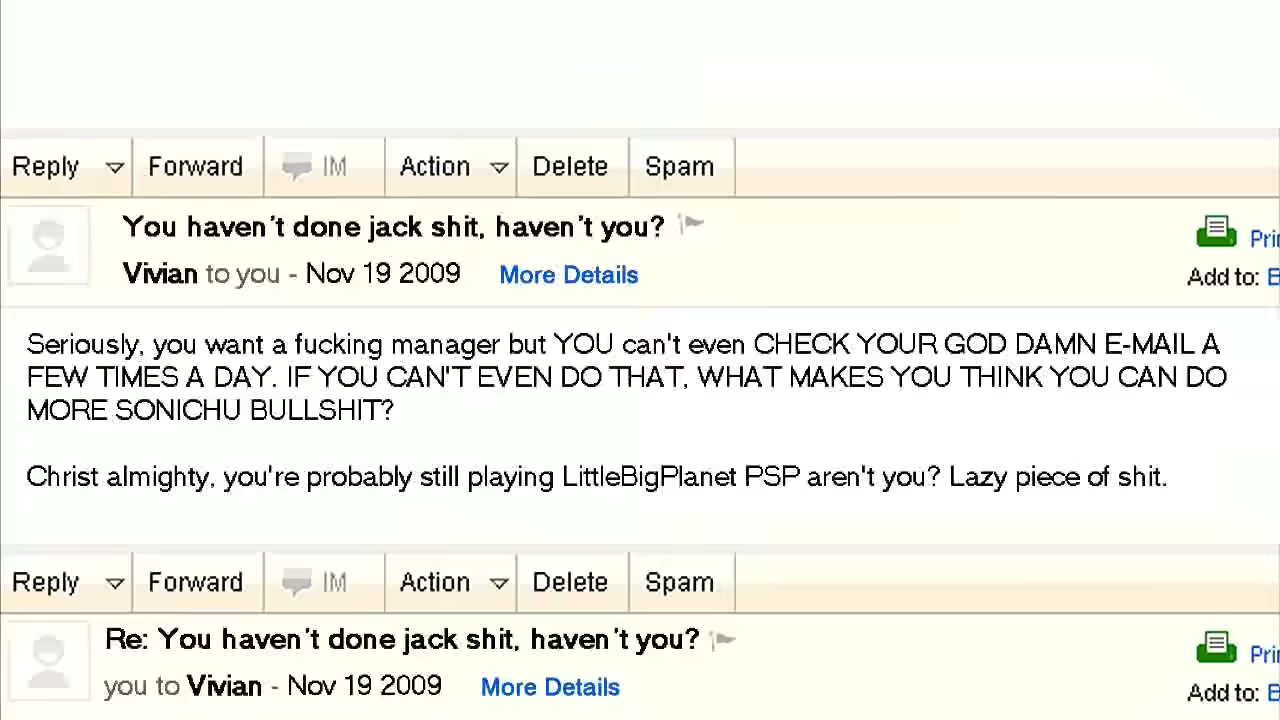 Reply Forward IM Action Delete Spam
You haven't done jack shit, haven't you?
Pri
Vivian to you - Nov 19 2009 More Details
Add to: B
Seriously, you want a fucking manager but YOU can't even CHECK YOUR GOD DAMN E-MAIL A
FEW TIMES A DAY. IF YOU CAN'T EVEN DO THAT, WHAT MAKES YOU THINK YOU CAN DO
MORE SONICHU BULLSHIT?
Christ almighty, you're probably still playing LittleBigPlanet PSP aren't you? Lazy piece of shit.
Reply Forward IM Action Delete Spam
Re: You haven't done jack shit, haven't you?
Pri
you to Vivian - Nov 19 2009 More Details
Add to: B